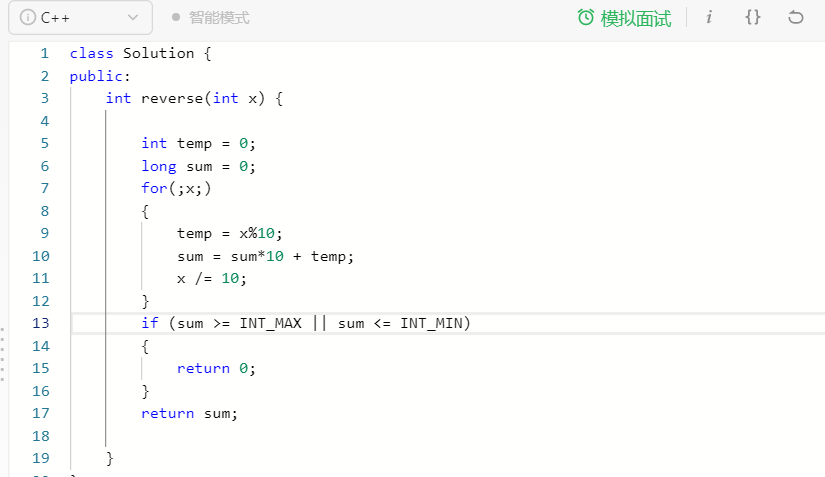 C++ 智能模式 模拟面试 i {}
1 class Solution {
2 public:
3 int reverse(int x) {
4
5 int temp = 0;
6 long sum = 0;
7 for(;x;)
8 {
9 temp = x%10;
10 sum = sum*10 + temp;
11 x /= 10;
12 }
13 if (sum >= INT_MAX || sum <= INT_MIN)
14 {
15 return 0;
16 }
17 return sum;
18
19 }